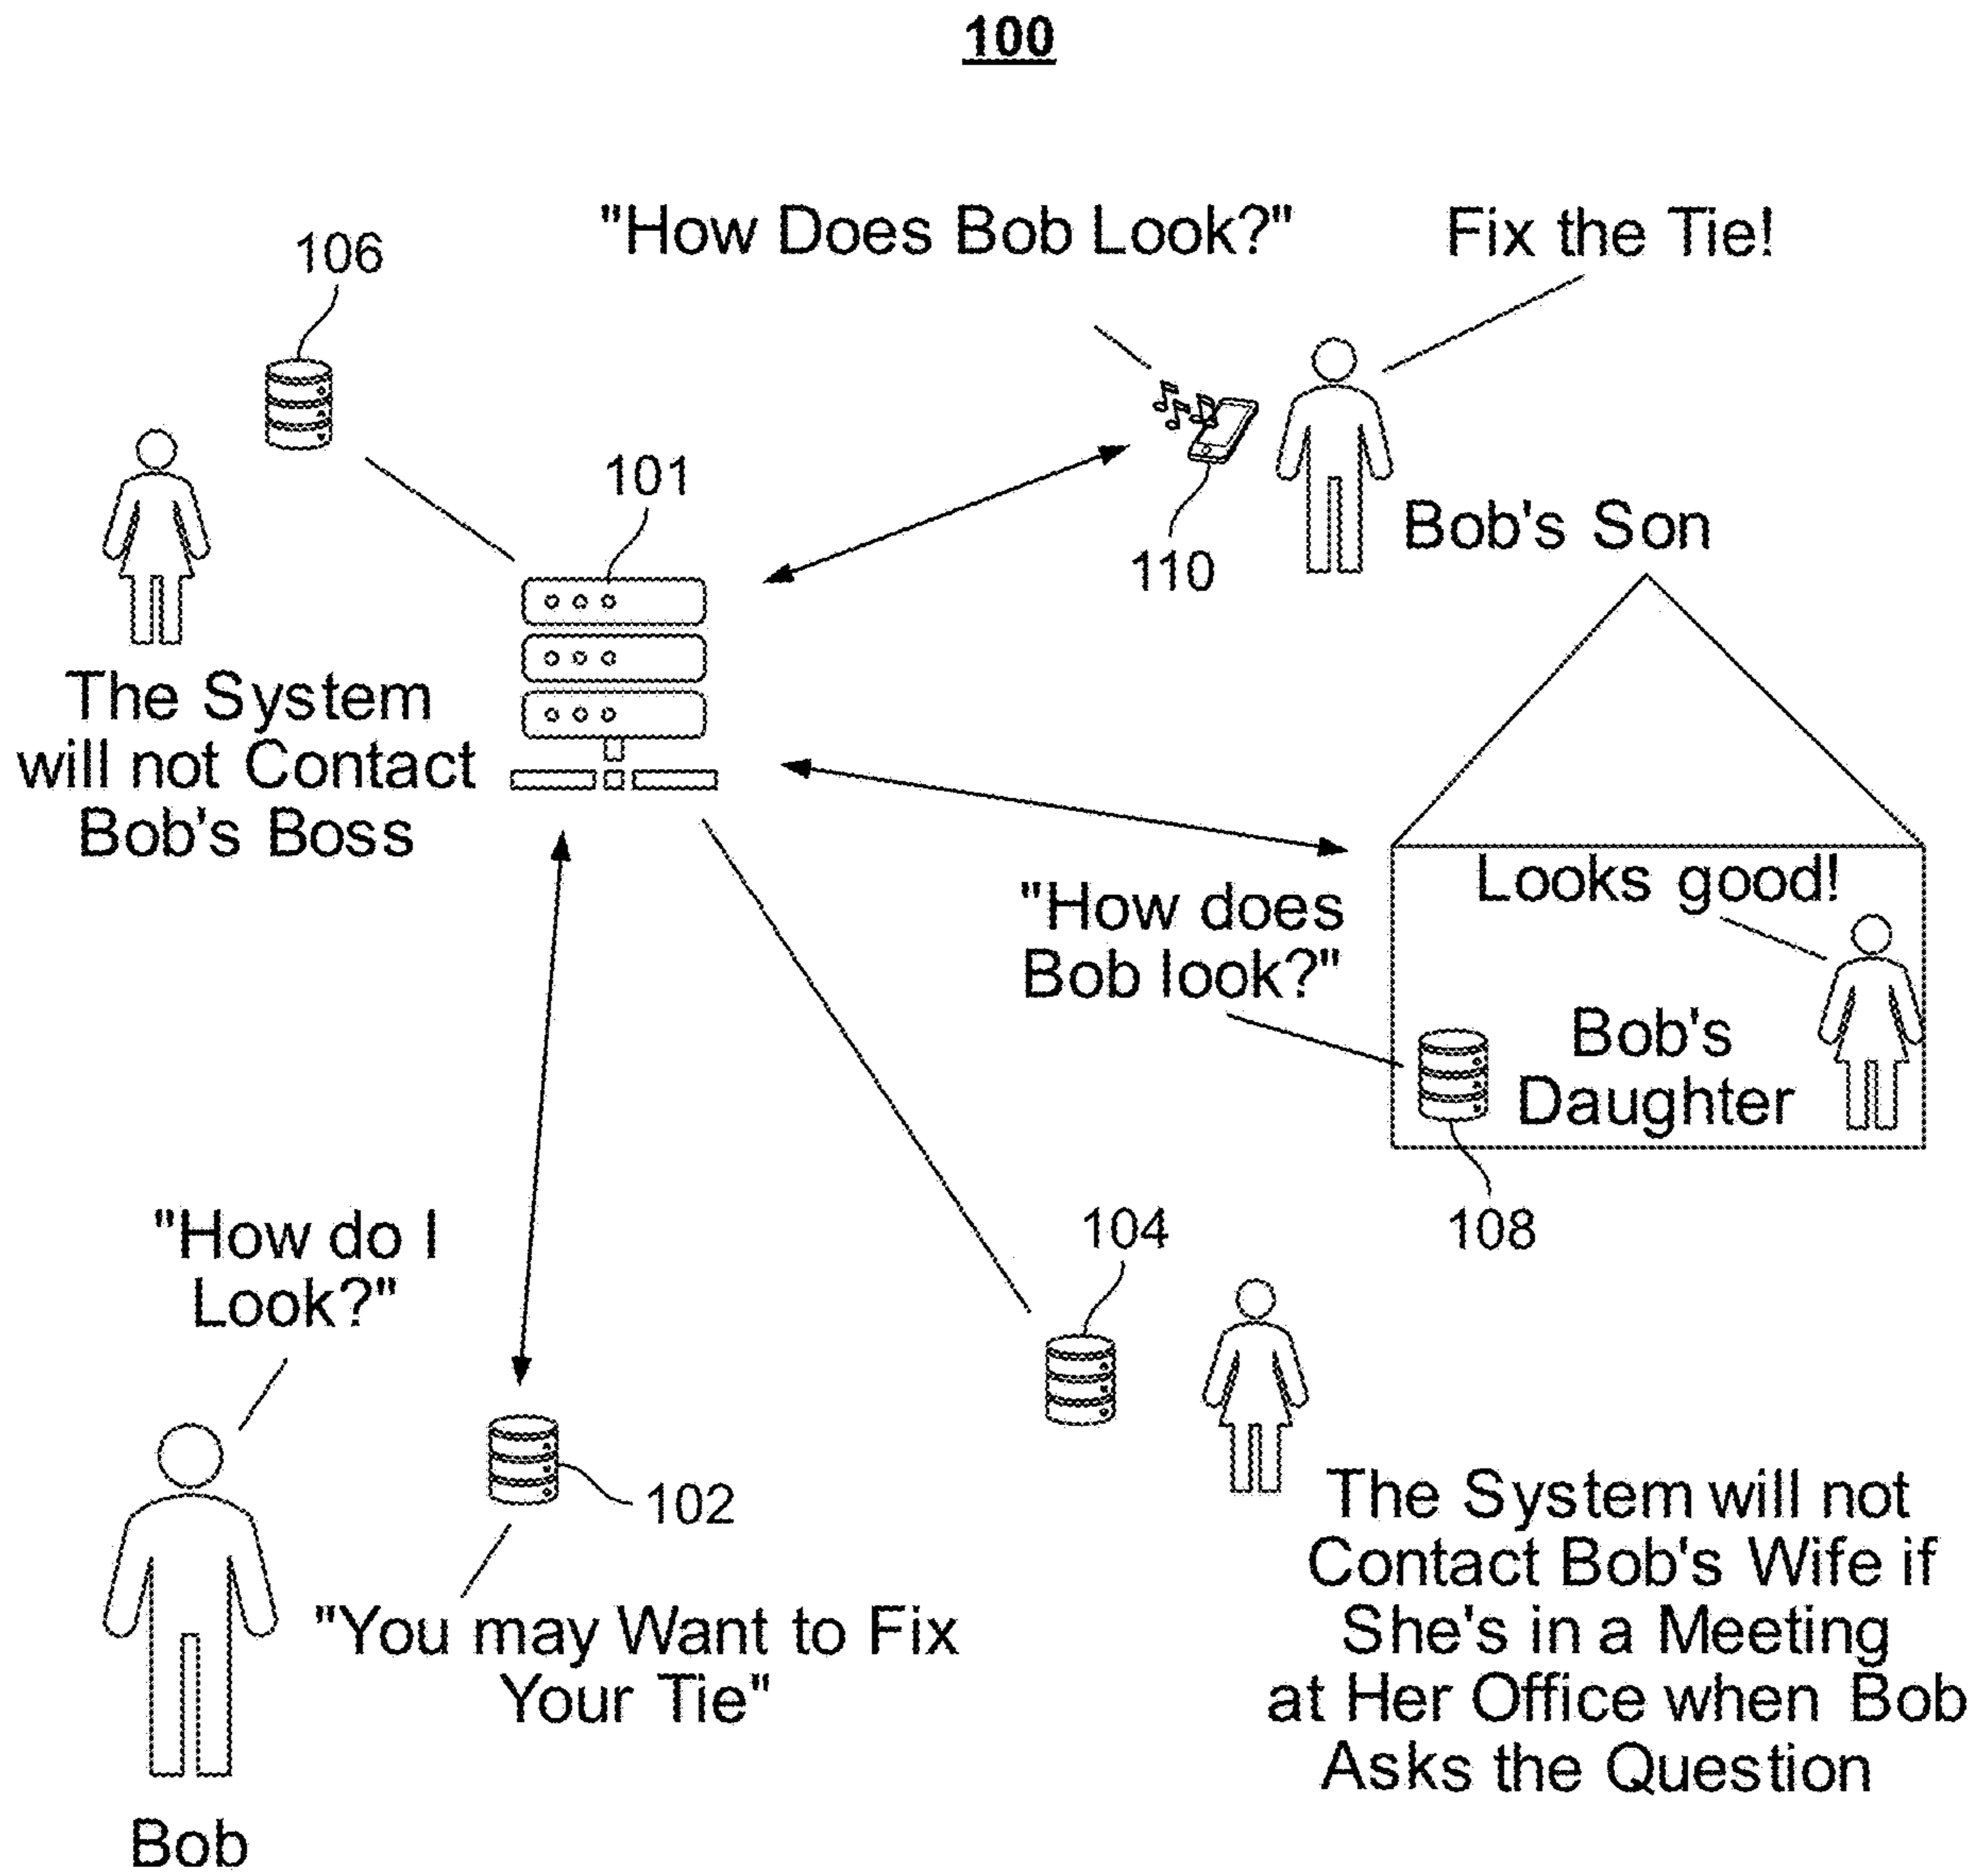 100
"How Does Bob Look?"
Fix the Tie!
106
101
110
Bob's Son
The System
will not Contact
Bob's Boss
Looks good!
"How does
Bob look?"
Bob's
Daughter
108
104
"How do I
Look?"
102
"You may Want to Fix
Your Tie"
The System will not
Contact Bob's Wife if
She's in a Meeting
at Her Office when Bob
Asks the Question
Bob